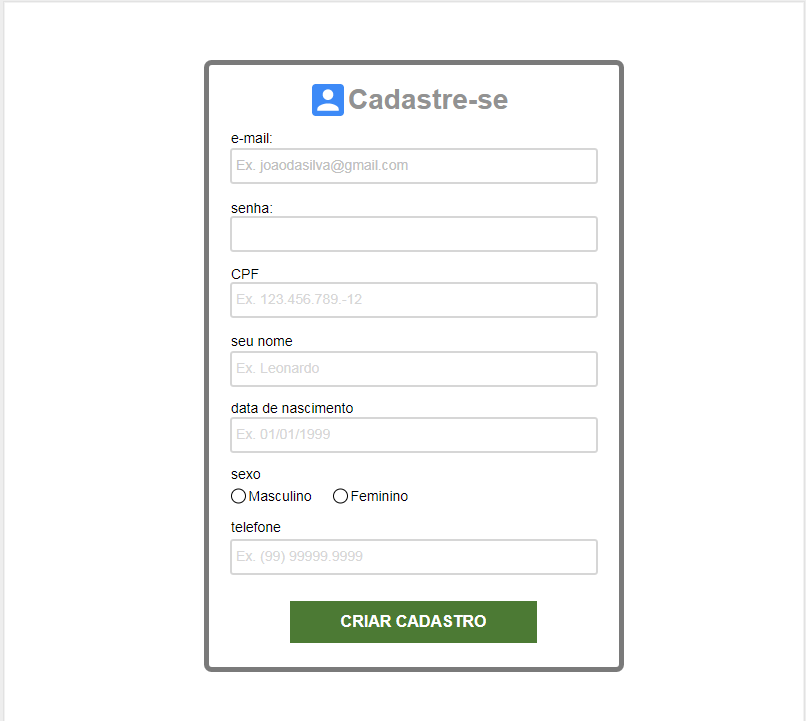 Cadastre-se
e-mail:
Ex. joaodasilva@gmail.com
senha:
CPF
Ex. 123.456.789.-12
seu nome
Ex. Leonardo
data de nascimento
Ex. 01/01/1999
sexo
Masculino Feminino
telefone
Ex. (99) 99999.9999
CRIAR CADASTRO